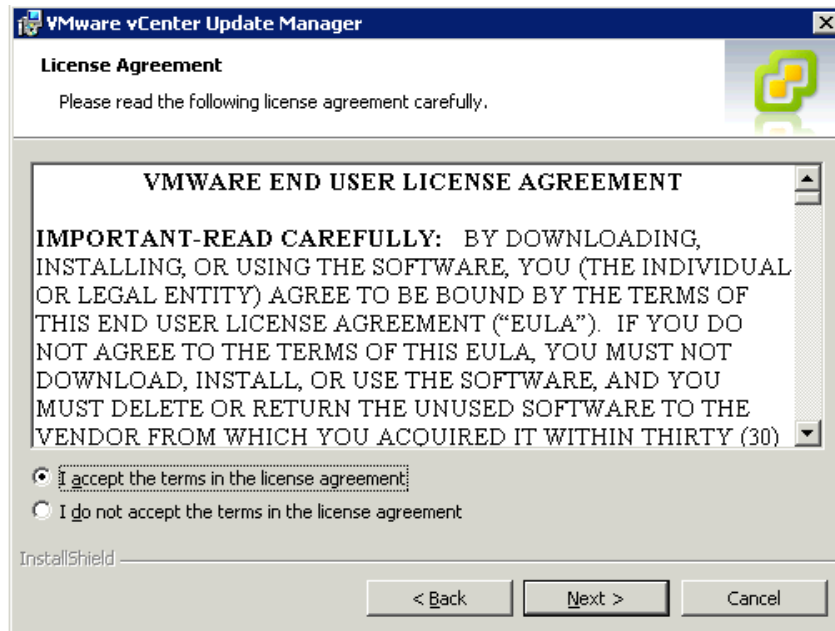 VMware vCenter Update Manager
License Agreement
Please read the following license agreement carefully.
VMWARE END USER LICENSE AGREEMENT
IMPORTANT-READ CAREFULLY: BY DOWNLOADING,
INSTALLING, OR USING THE SOFTWARE, YOU (THE INDIVIDUAL
OR LEGAL ENTITY) AGREE TO BE BOUND BY THE TERMS OF
THIS END USER LICENSE AGREEMENT (“EULA”). IF YOU DO
NOT AGREE TO THE TERMS OF THIS EULA, YOU MUST NOT
DOWNLOAD, INSTALL, OR USE THE SOFTWARE, AND YOU
MUST DELETE OR RETURN THE UNUSED SOFTWARE TO THE
VENDOR FROM WHICH YOU ACQUIRED IT WITHIN THIRTY (30)
I accept the terms in the license agreement
I do not accept the terms in the license agreement
InstallShield
< Back Next > Cancel